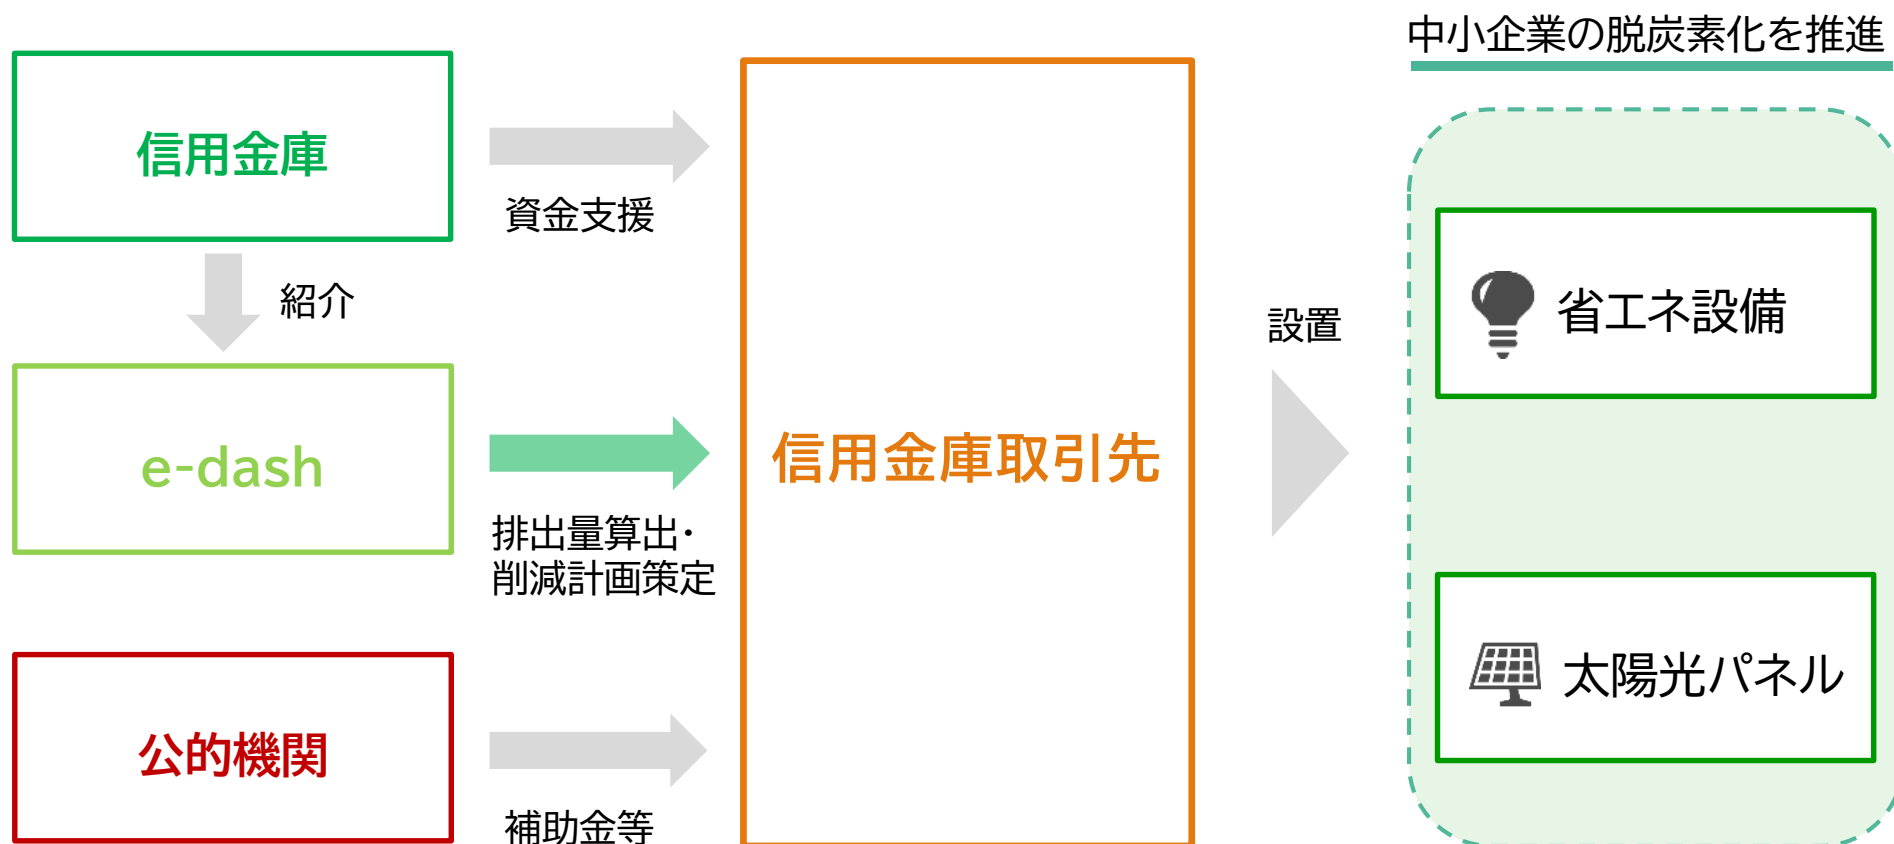 中小企業の脱炭素化を推進
信用金庫
資金支援
紹介
e-dash
排出量算出・
削減計画策定
公的機関
補助金等
信用金庫取引先
設置
省エネ設備
太陽光パネル